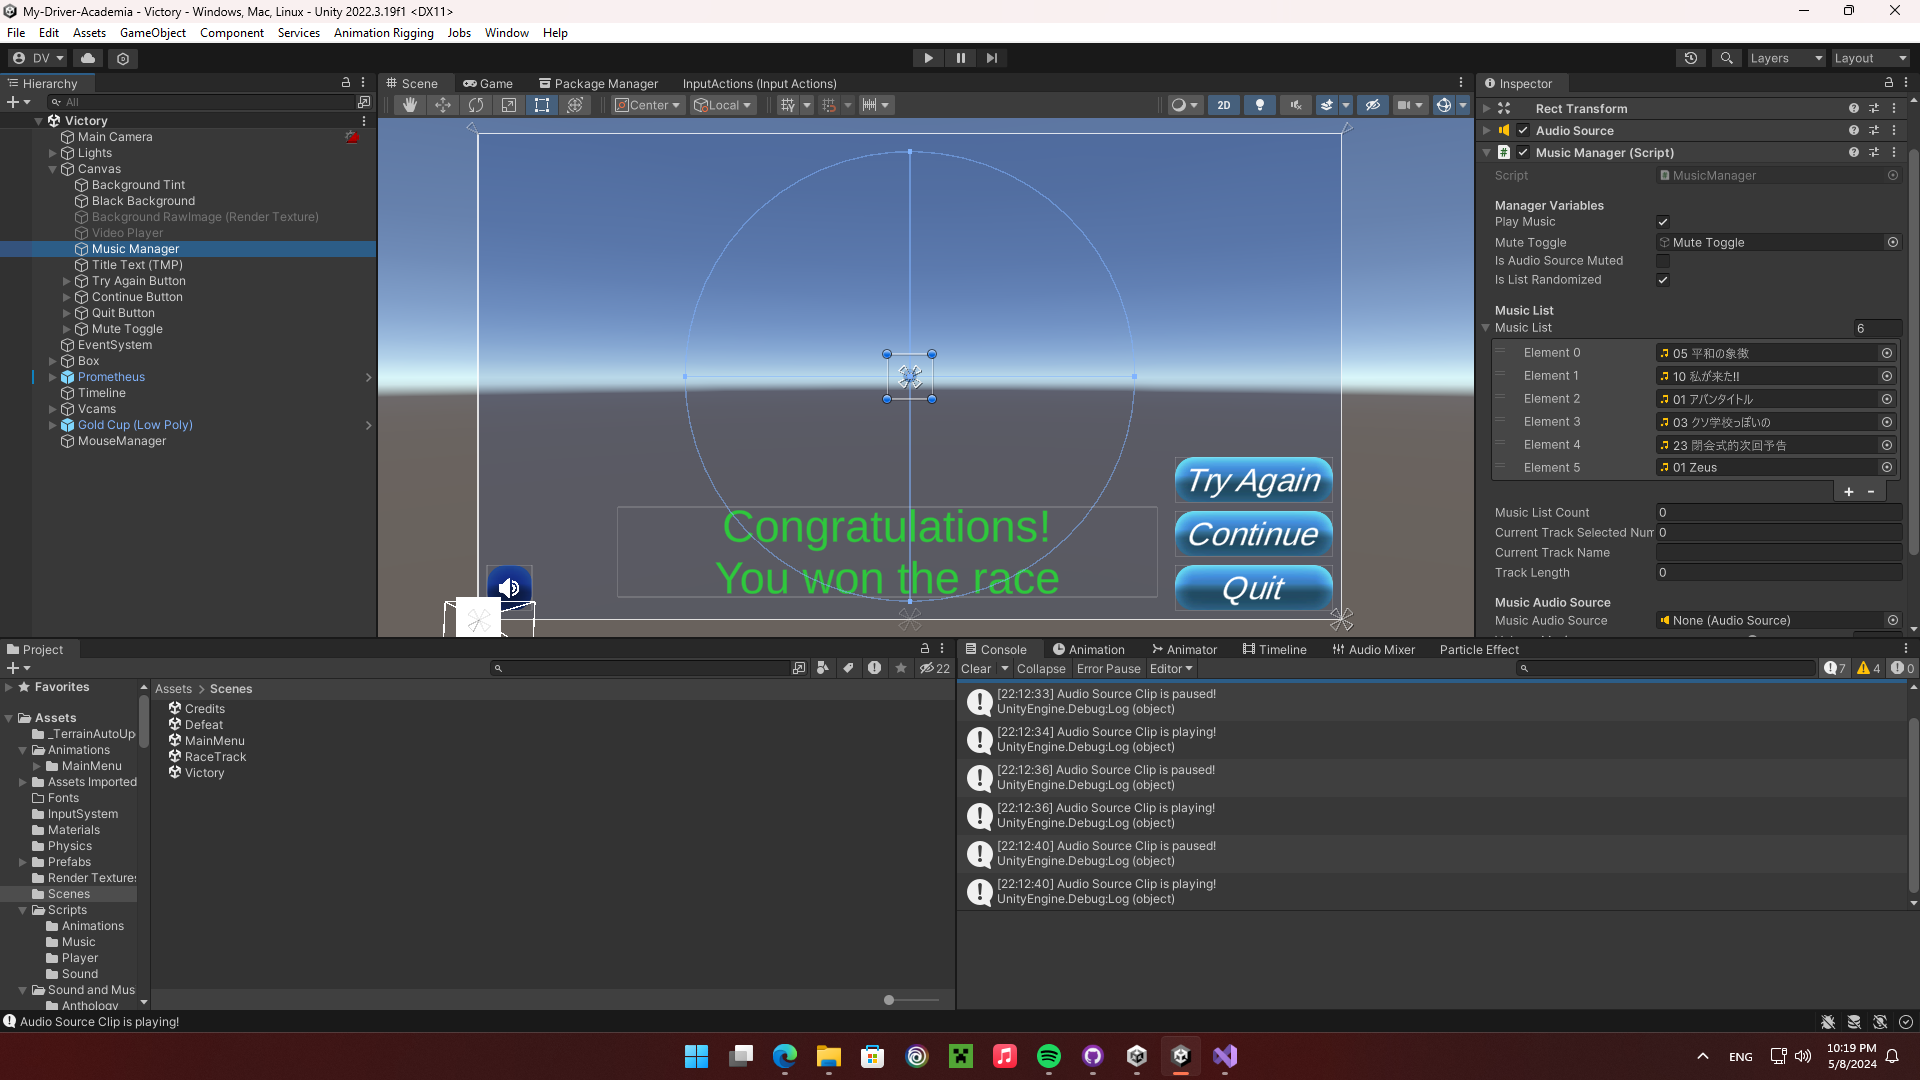 My-Driver-Academia - Victory - Windows, Mac, Linux - Unity 2022.3.19f1 <DX11>
File Edit Assets GameObject Component Services Animation Rigging Jobs Window Help
DV
Layers Layout
Hierarchy
All
Victory
Main Camera
Lights
Canvas
Background Tint
Black Background
Background RawImage (Render Texture)
Video Player
Music Manager
Title Text (TMP)
Try Again Button
Continue Button
Quit Button
Mute Toggle
EventSystem
Box
Prometheus
Timeline
Vcams
Gold Cup (Low Poly)
MouseManager
Scene Game Package Manager InputActions (Input Actions)
Center Local 2D
Try Again
Continue
Quit
Congratulations!
You won the race
Inspector
Rect Transform
Audio Source
Music Manager (Script)
Script MusicManager
Manager Variables
Play Music
Mute Toggle Mute Toggle
Is Audio Source Muted
Is List Randomized
Music List
Music List 6
Element 0 05 平和の象徴
Element 1 10 私が来た!!
Element 2 01 アバンタイトル
Element 3 03 クソ学校っぽいの
Element 4 23 閉会式的次回予告
Element 5 01 Zeus
+ -
Music List Count 0
Current Track Selected Num 0
Current Track Name
Track Length 0
Music Audio Source
Music Audio Source None (Audio Source)
Project
22
Favorites
Assets
_TerrainAutoUp
Animations
MainMenu
Assets Imported
Fonts
InputSystem
Materials
Physics
Prefabs
Render Textures
Scenes
Scripts
Animations
Music
Player
Sound
Sound and Mus
Anthology
Assets > Scenes
Credits
Defeat
MainMenu
RaceTrack
Victory
Console Animation Animator Timeline Audio Mixer Particle Effect
Clear Collapse Error Pause Editor 7 4 0
[22:12:33] Audio Source Clip is paused!
UnityEngine.Debug:Log (object)
[22:12:34] Audio Source Clip is playing!
UnityEngine.Debug:Log (object)
[22:12:36] Audio Source Clip is paused!
UnityEngine.Debug:Log (object)
[22:12:36] Audio Source Clip is playing!
UnityEngine.Debug:Log (object)
[22:12:40] Audio Source Clip is paused!
UnityEngine.Debug:Log (object)
[22:12:40] Audio Source Clip is playing!
UnityEngine.Debug:Log (object)
Audio Source Clip is playing!
ENG
10:19 PM
5/8/2024